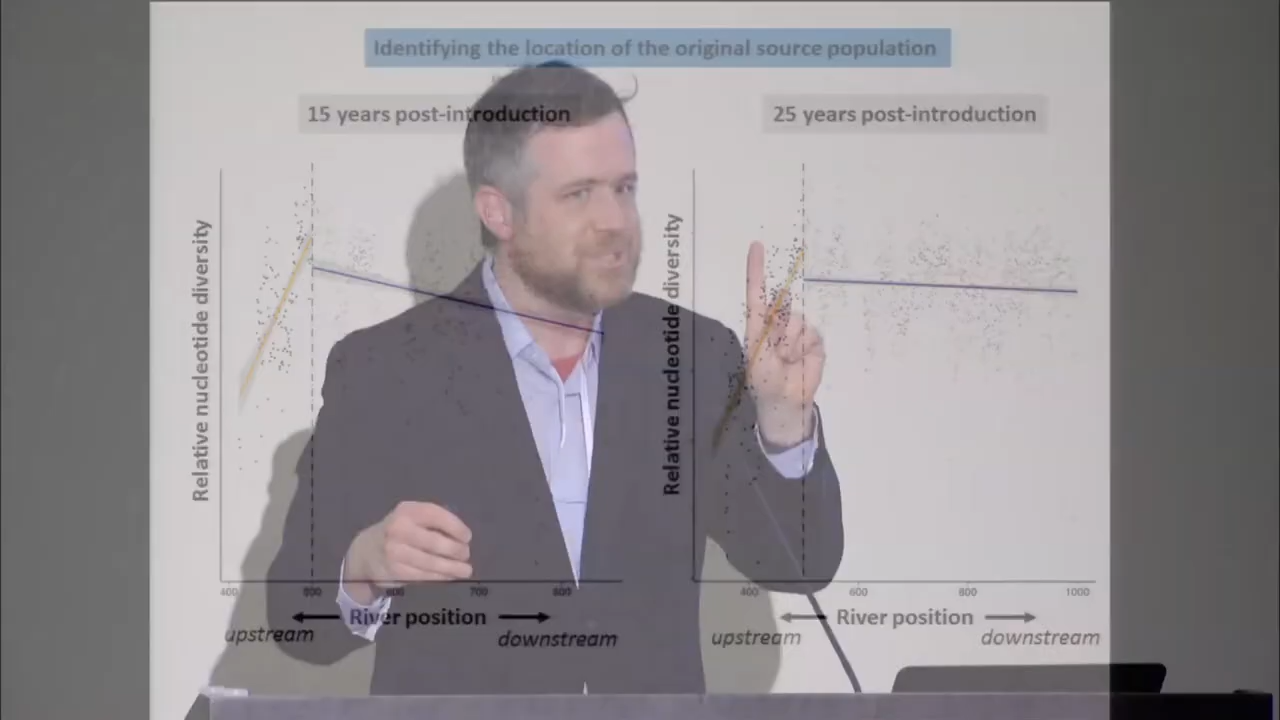 Identifying the location of the original source population
15 years post-introduction
25 years post-introduction
Relative nucleotide diversity
Relative nucleotide diversity
400 500 600 700 800
400 600 800 1000
River position
upstream
downstream
River position
upstream
downstream